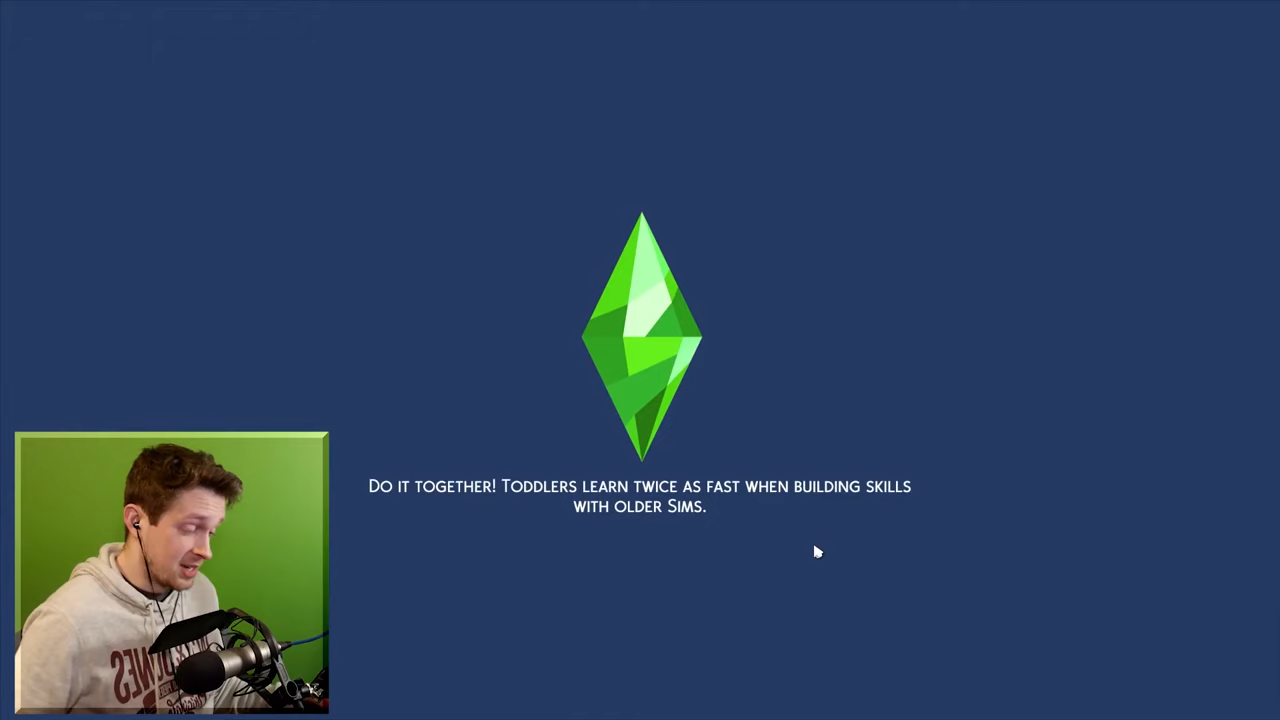 Do it together! Toddlers learn twice as fast when building skills
with older Sims.